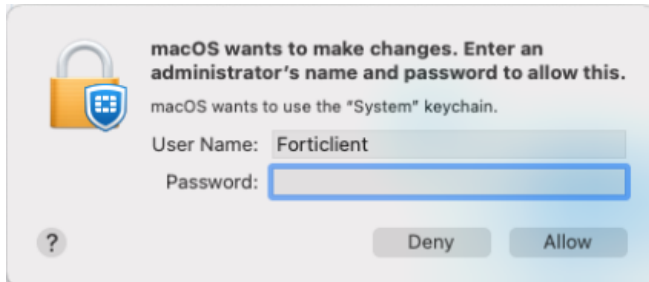 macOS wants to make changes. Enter an
administrator's name and password to allow this.
macOS wants to use the "System" keychain.
User Name: Forticlient
Password:
?
Deny Allow